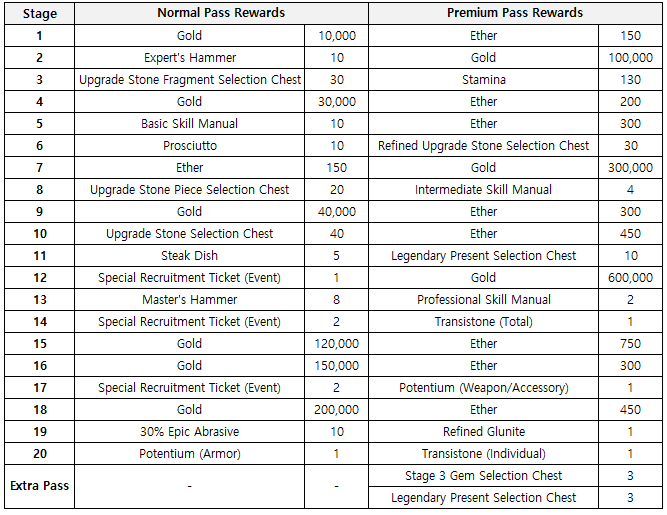 Stage Normal Pass Rewards Premium Pass Rewards
1 Gold 10,000 Ether 150
2 Expert's Hammer 10 Gold 100,000
3 Upgrade Stone Fragment Selection Chest 30 Stamina 130
4 Gold 30,000 Ether 200
5 Basic Skill Manual 10 Ether 300
6 Prosciutto 10 Refined Upgrade Stone Selection Chest 30
7 Ether 150 Gold 300,000
8 Upgrade Stone Piece Selection Chest 20 Intermediate Skill Manual 4
9 Gold 40,000 Ether 300
10 Upgrade Stone Selection Chest 40 Ether 450
11 Steak Dish 5 Legendary Present Selection Chest 10
12 Special Recruitment Ticket (Event) 1 Gold 600,000
13 Master's Hammer 8 Professional Skill Manual 2
14 Special Recruitment Ticket (Event) 2 Transistone (Total) 1
15 Gold 120,000 Ether 750
16 Gold 150,000 Ether 300
17 Special Recruitment Ticket (Event) 2 Potentium (Weapon/Accessory) 1
18 Gold 200,000 Ether 450
19 30% Epic Abrasive 10 Refined Glunite 1
20 Potentium (Armor) 1 Transistone (Individual) 1
Extra Pass - - Stage 3 Gem Selection Chest 3
Legendary Present Selection Chest 3